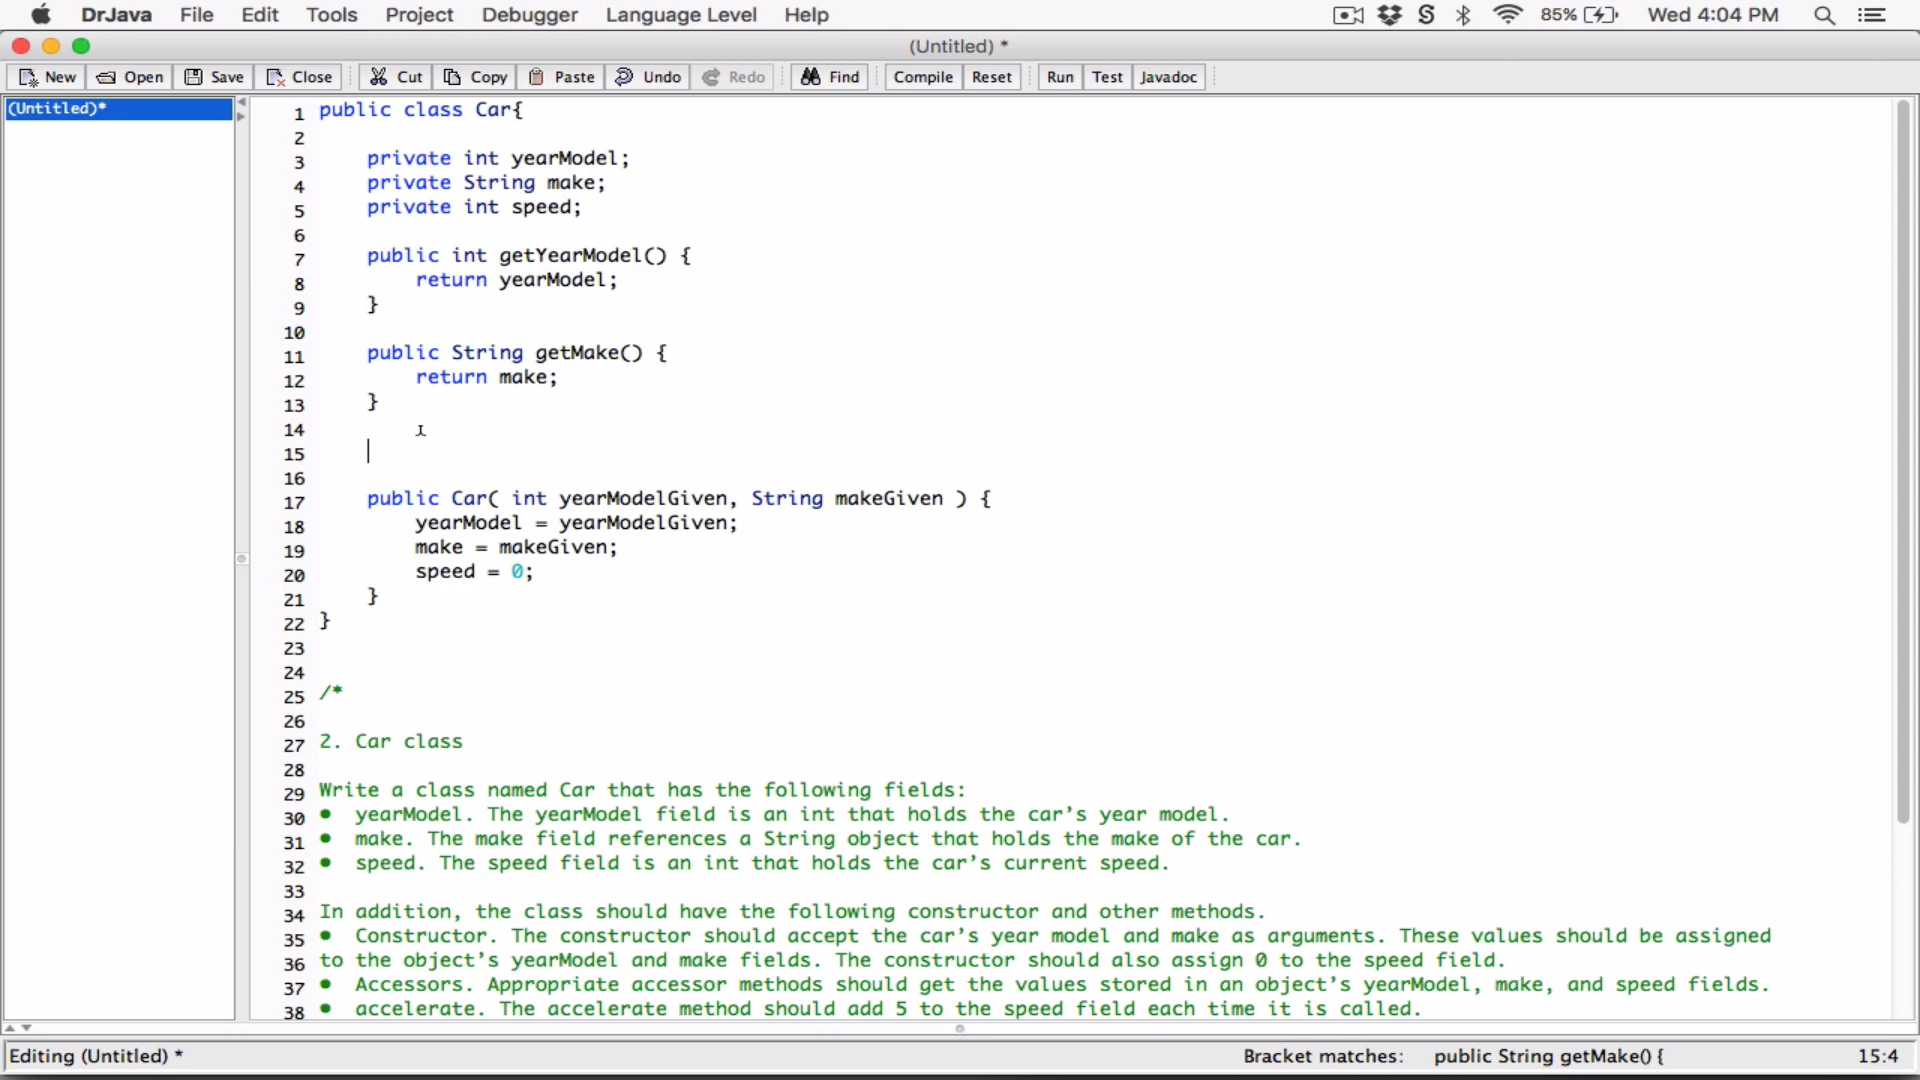 DrJava File Edit Tools Project Debugger Language Level Help 85% Wed 4:04 PM
(Untitled) *
New Open Save Close Cut Copy Paste Undo Redo Find Compile Reset Run Test Javadoc
(Untitled)*
1 public class Car{
2
3 private int yearModel;
4 private String make;
5 private int speed;
6
7 public int getYearModel() {
8 return yearModel;
9 }
10
11 public String getMake() {
12 return make;
13 }
14
15
16
17 public Car( int yearModelGiven, String makeGiven ) {
18 yearModel = yearModelGiven;
19 make = makeGiven;
20 speed = 0;
21 }
22 }
23
24
25 /*
26
27 2. Car class
28
29 Write a class named Car that has the following fields:
30 • yearModel. The yearModel field is an int that holds the car’s year model.
31 • make. The make field references a String object that holds the make of the car.
32 • speed. The speed field is an int that holds the car’s current speed.
33
34 In addition, the class should have the following constructor and other methods.
35 • Constructor. The constructor should accept the car’s year model and make as arguments. These values should be assigned
36 to the object’s yearModel and make fields. The constructor should also assign 0 to the speed field.
37 • Accessors. Appropriate accessor methods should get the values stored in an object’s yearModel, make, and speed fields.
38 • accelerate. The accelerate method should add 5 to the speed field each time it is called.
Editing (Untitled) * Bracket matches: public String getMake() { 15:4